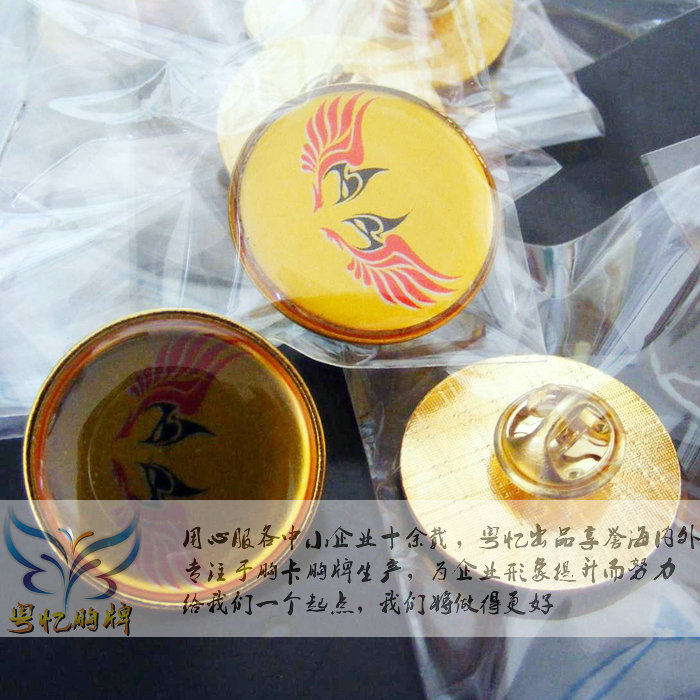 用心服务中小企业十余载，粤忆出品享誉海内外
专注于胸卡胸牌生产，为企业形象提升而努力
给我们一个起点，我们将做得更好
粤忆胸牌